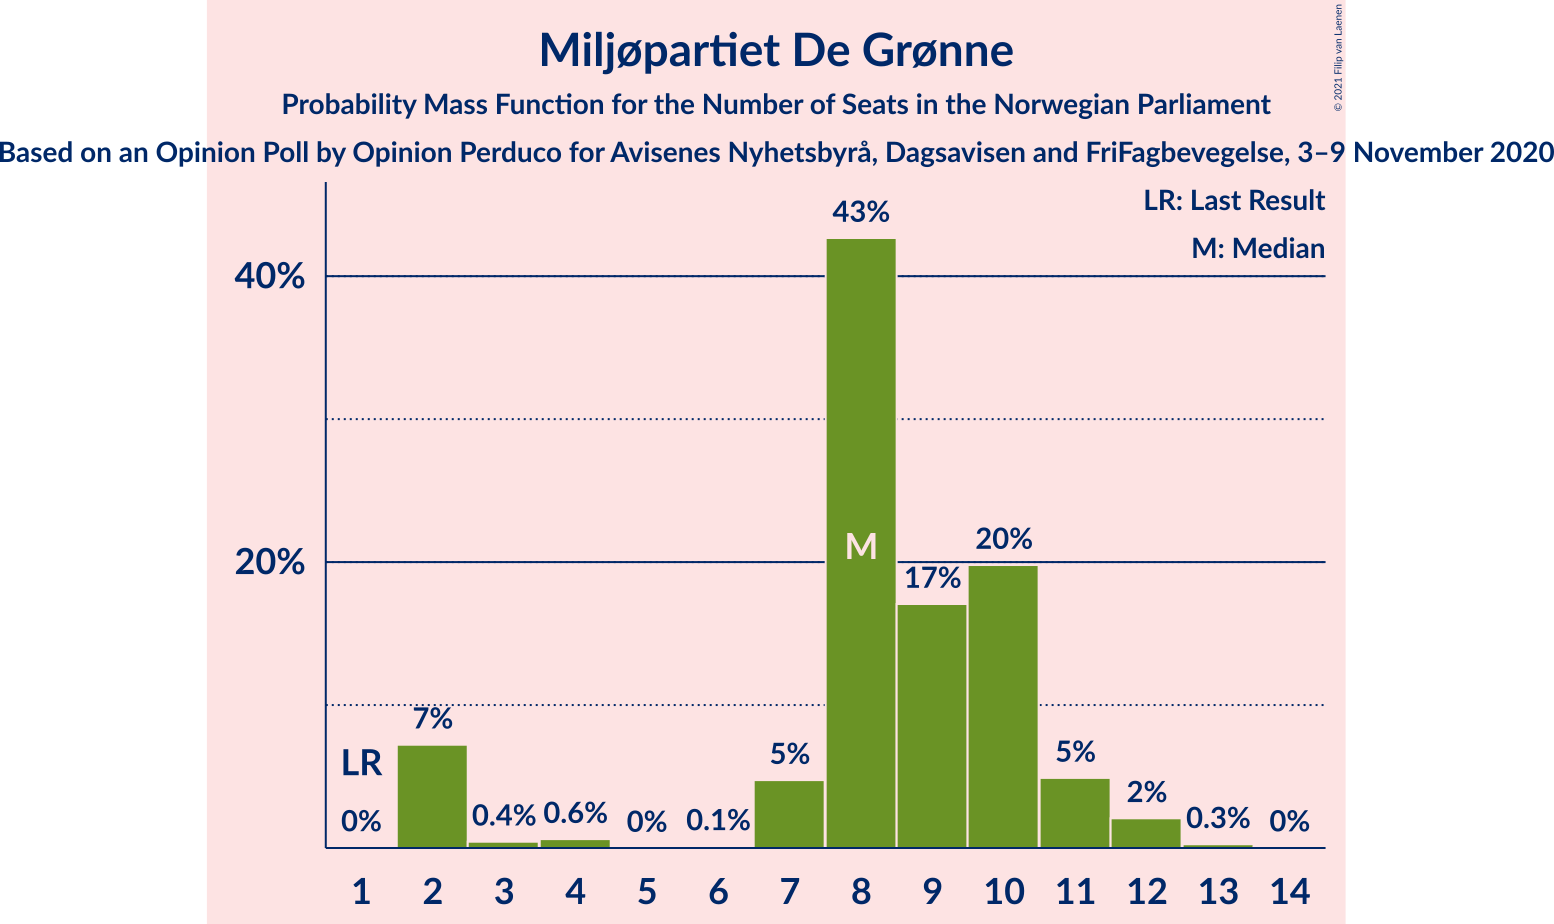 Miljøpartiet De Grønne
Probability Mass Function for the Number of Seats in the Norwegian Parliament
Based on an Opinion Poll by Opinion Perduco for Avisenes Nyhetsbyrå, Dagsavisen and FriFagbevegelse, 3–9 November 2020
© 2021 Filip van Laenen
LR: Last Result
M: Median
43%
40%
M
20%
20%
17%
7%
5%
5%
LR
2%
0%
0.4%
0.6%
0%
0.1%
0.3%
0%
1 2 3 4 5 6 7 8 9 10 11 12 13 14